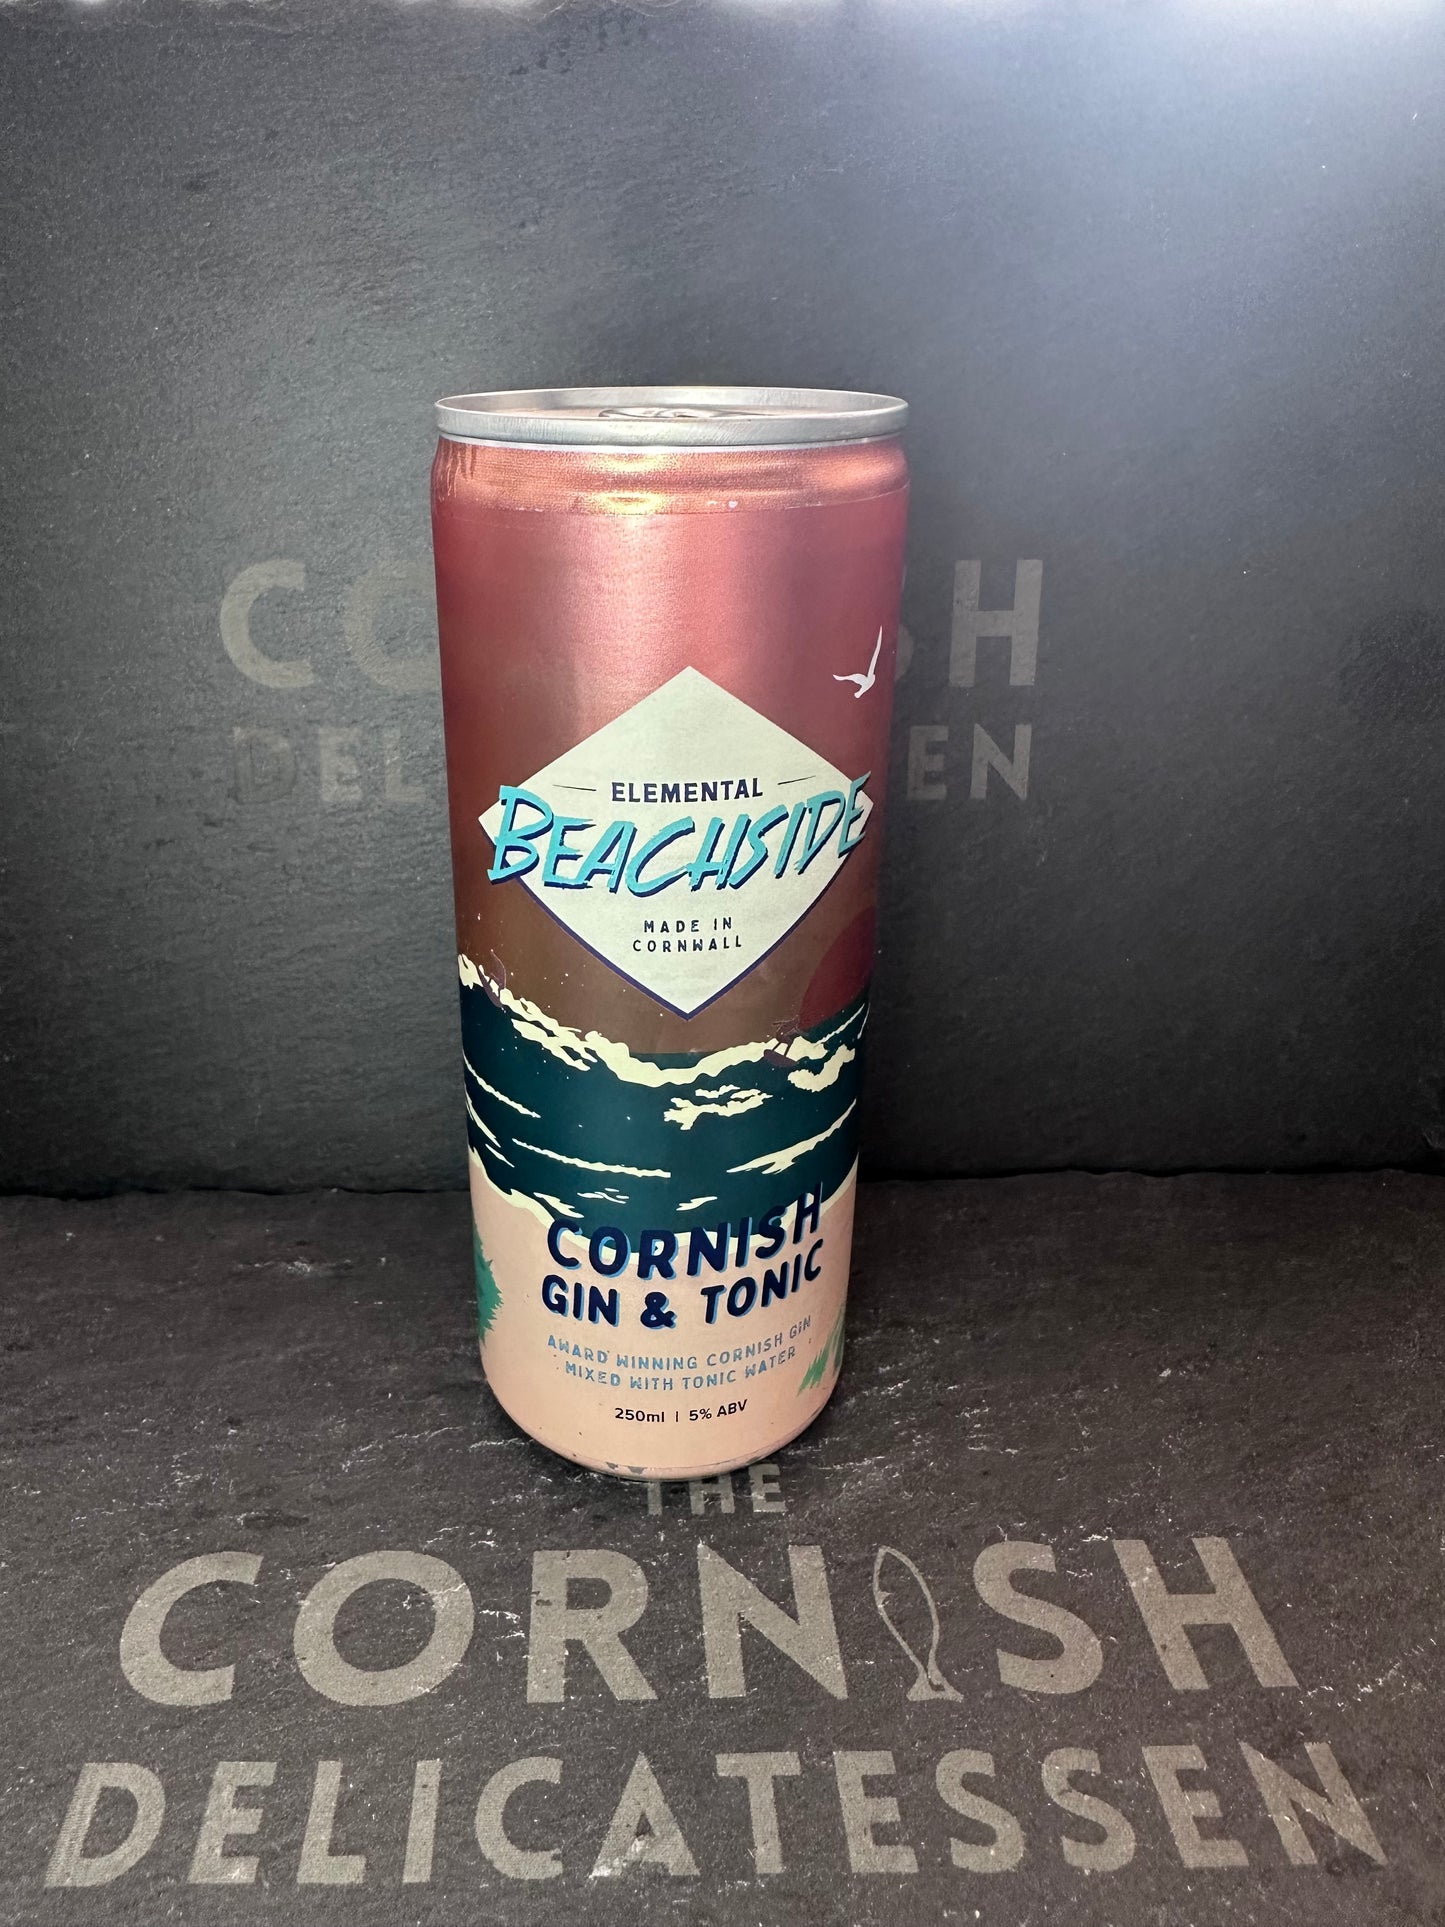 ELEMENTAL
BEACHSIDE
MADE IN
CORNWALL
CORNISH
GIN & TONIC
AWARD WINNING CORNISH GIN
MIXED WITH TONIC WATER
250ml | 5% ABV
THE
CORNISH
DELICATESSEN